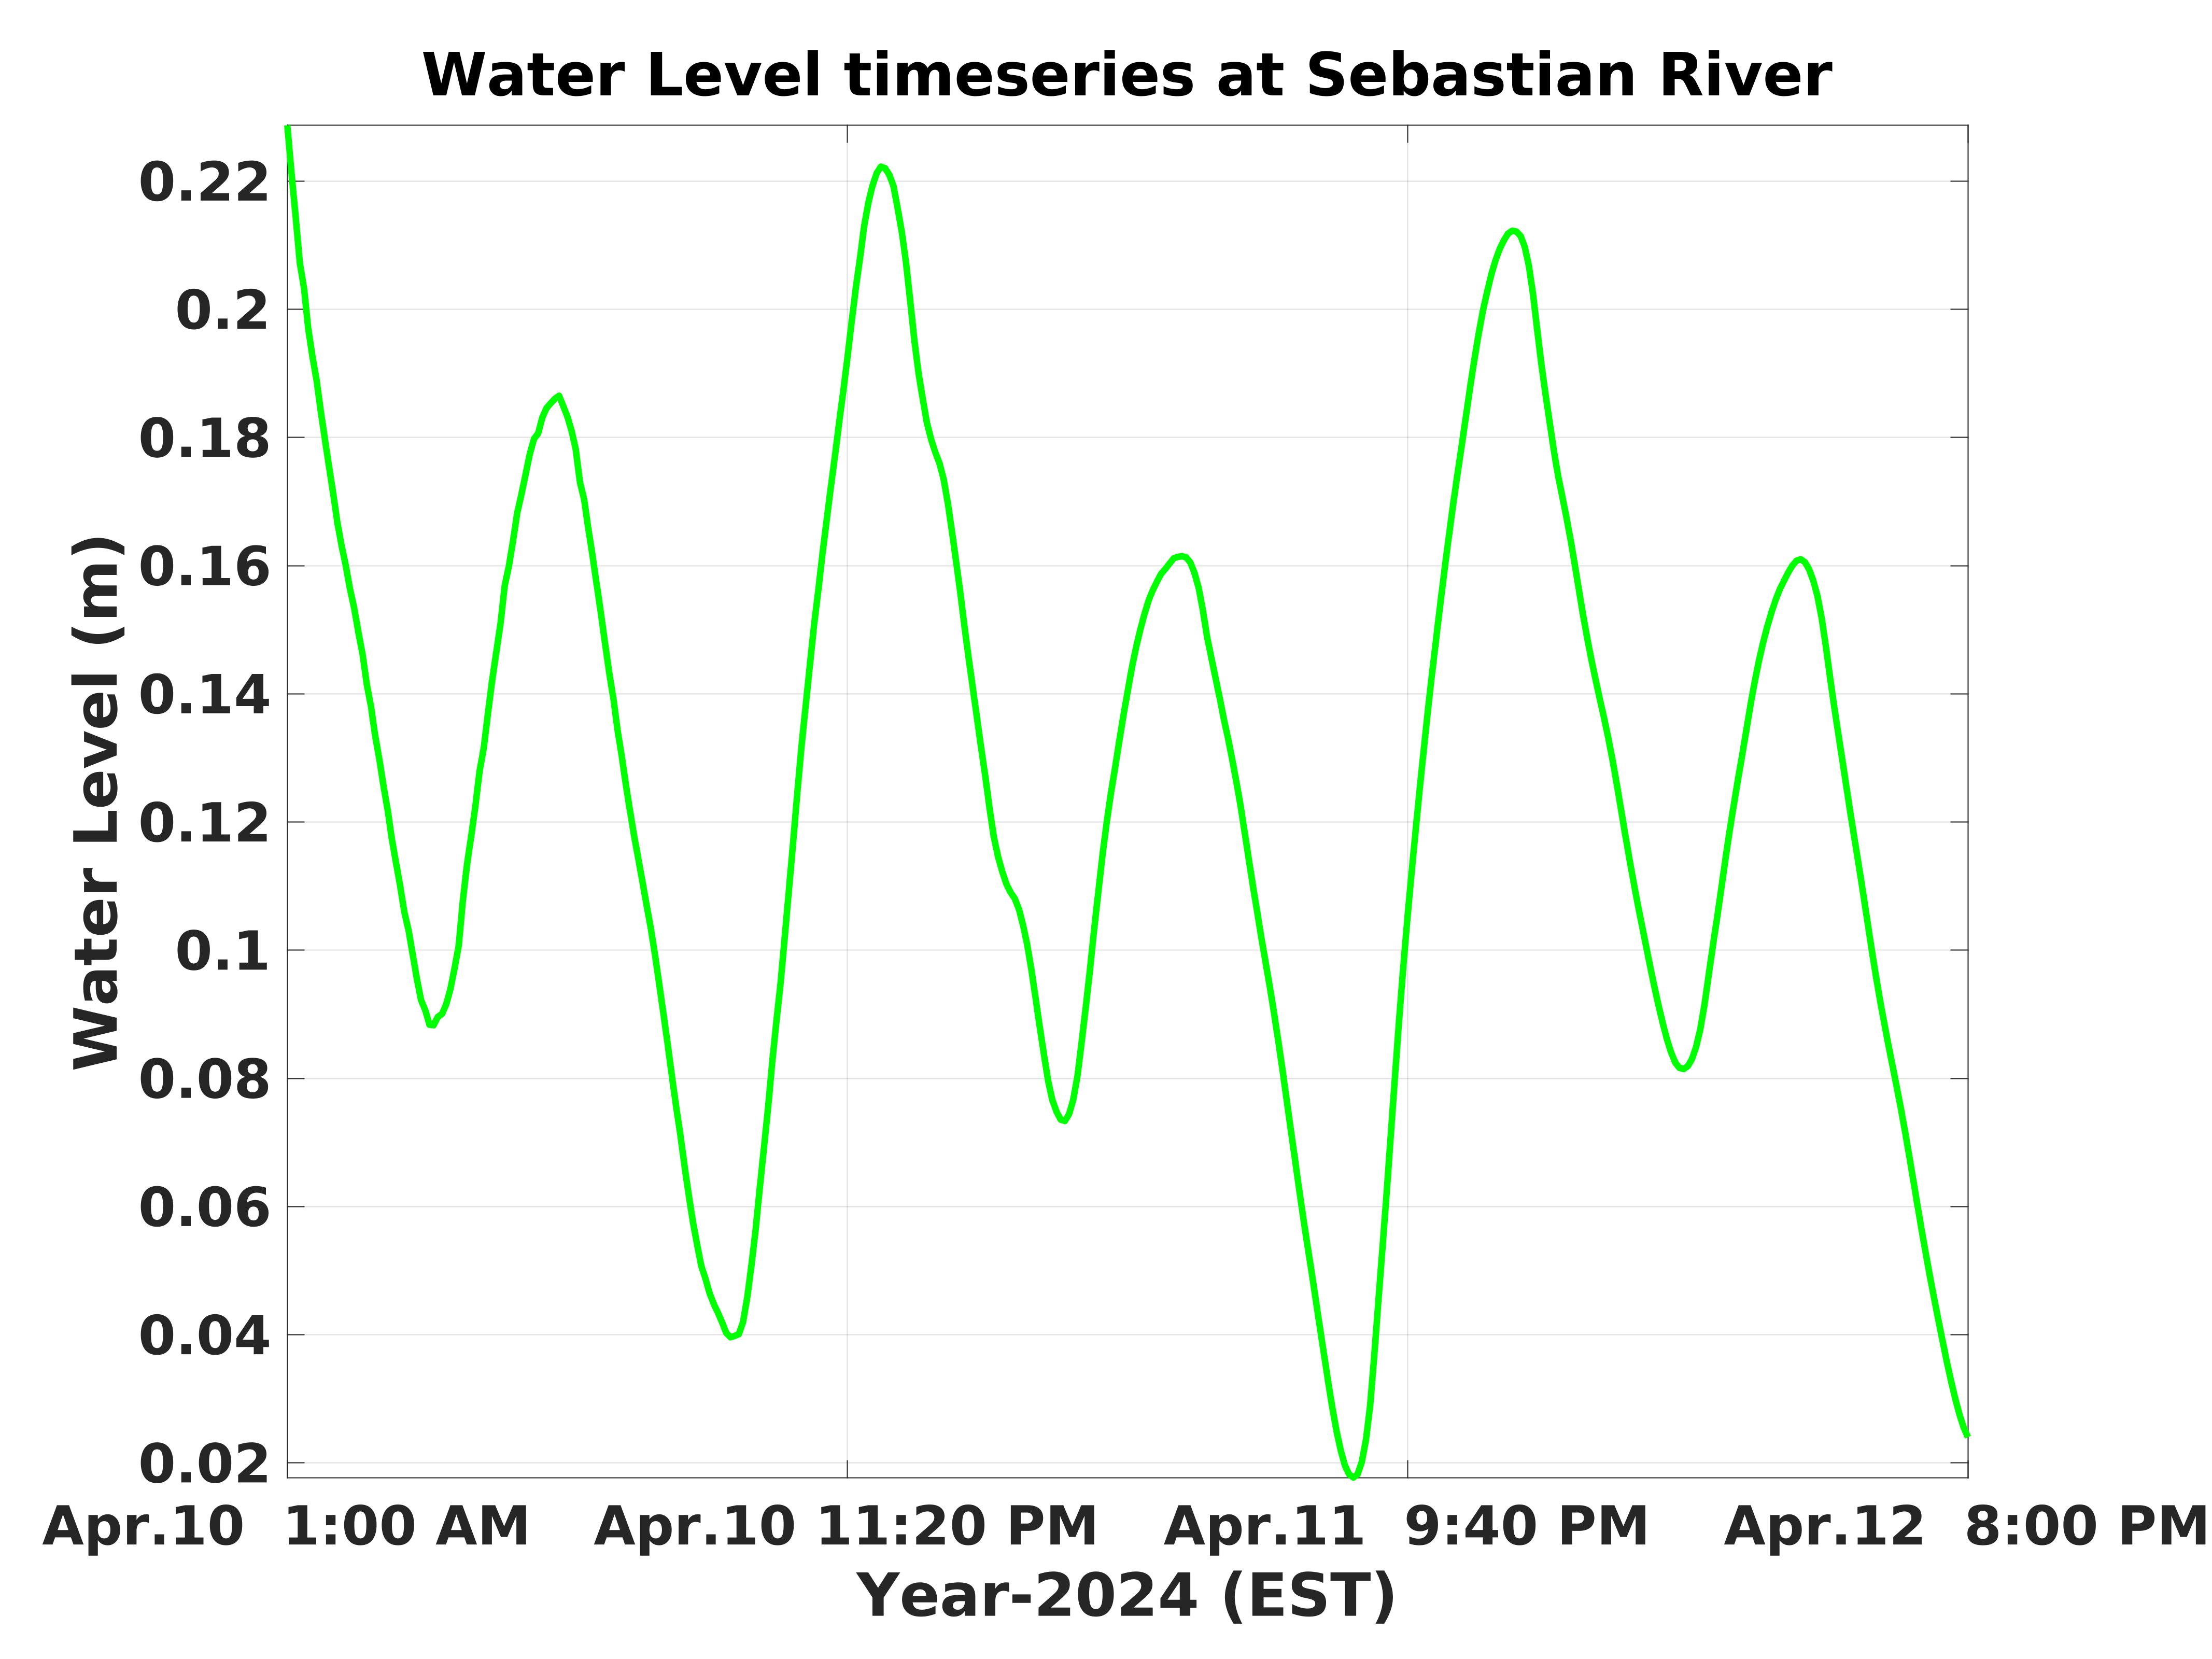 Water Level timeseries at Sebastian River
Water Level (m)
0.22
0.2
0.18
0.16
0.14
0.12
0.1
0.08
0.06
0.04
0.02
Apr.10 1:00 AM Apr.10 11:20 PM Apr.11 9:40 PM Apr.12 8:00 PM
Year-2024 (EST)